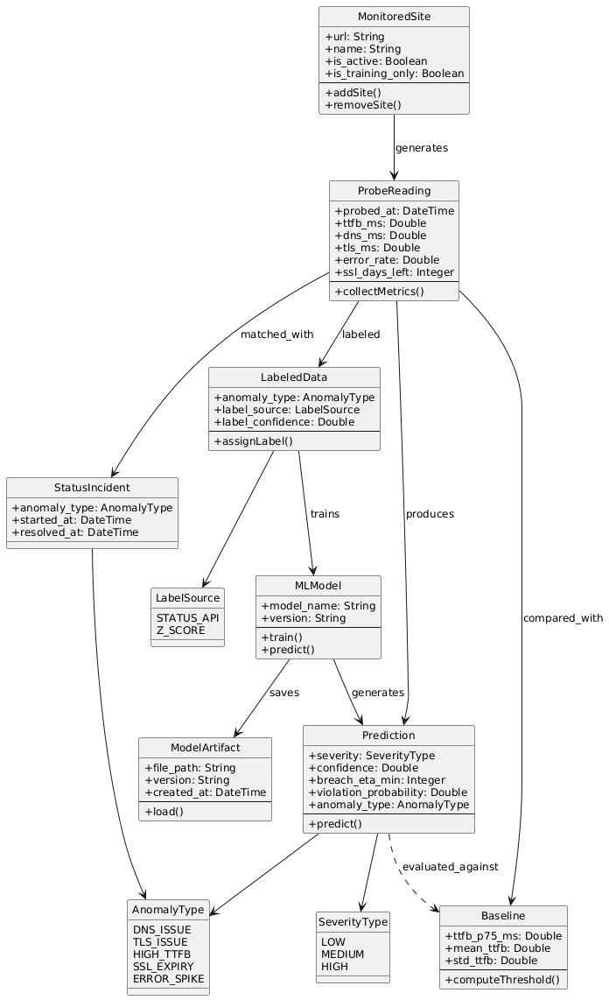 MonitoredSite
+url: String
+name: String
+is_active: Boolean
+is_training_only: Boolean
+addSite()
+removeSite()
generates
ProbeReading
+probed_at: DateTime
+ttfb_ms: Double
+dns_ms: Double
+tls_ms: Double
+error_rate: Double
+ssl_days_left: Integer
+collectMetrics()
matched_with
labeled
LabeledData
+anomaly_type: AnomalyType
+label_source: LabelSource
+label_confidence: Double
+assignLabel()
StatusIncident
+anomaly_type: AnomalyType
+started_at: DateTime
+resolved_at: DateTime
trains
produces
LabelSource
STATUS_API
Z_SCORE
MLModel
+model_name: String
+version: String
+train()
+predict()
compared_with
saves
generates
ModelArtifact
+file_path: String
+version: String
+created_at: DateTime
+load()
Prediction
+severity: SeverityType
+confidence: Double
+breach_eta_min: Integer
+violation_probability: Double
+anomaly_type: AnomalyType
+predict()
evaluated_against
AnomalyType
DNS_ISSUE
TLS_ISSUE
HIGH_TTFB
SSL_EXPIRY
ERROR_SPIKE
SeverityType
LOW
MEDIUM
HIGH
Baseline
+ttfb_p75_ms: Double
+mean_ttfb: Double
+std_ttfb: Double
+computeThreshold()